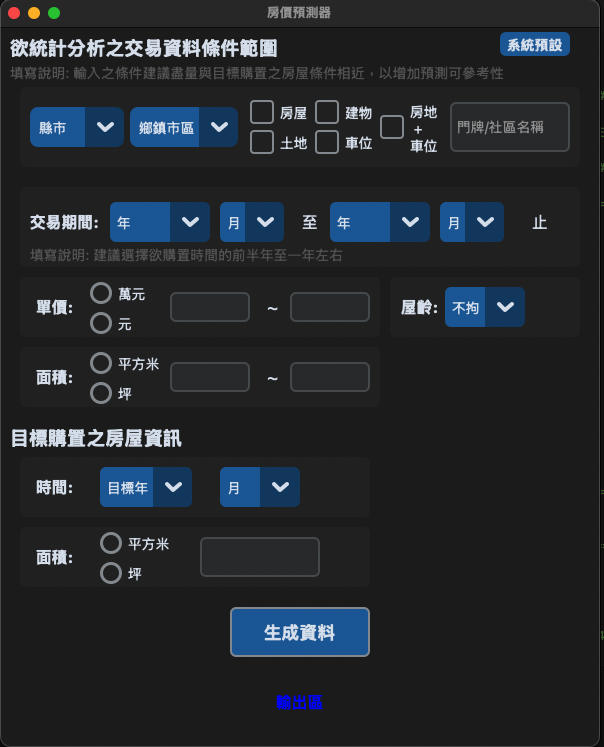 房價預測器
欲統計分析之交易資料條件範圍
系統預設
填寫說明: 輸入之條件建議盡量與目標購置之房屋條件相近，以增加預測可參考性
縣市
鄉鎮市區
房屋
建物
土地
車位
房地
+
車位
門牌/社區名稱
交易期間: 年 月 至 年 月 止
填寫說明: 建議選擇欲購置時間的前半年至一年左右
單價:
萬元
元
~
屋齡: 不拘
面積:
平方米
坪
~
目標購置之房屋資訊
時間: 目標年 月
面積:
平方米
坪
生成資料
輸出區